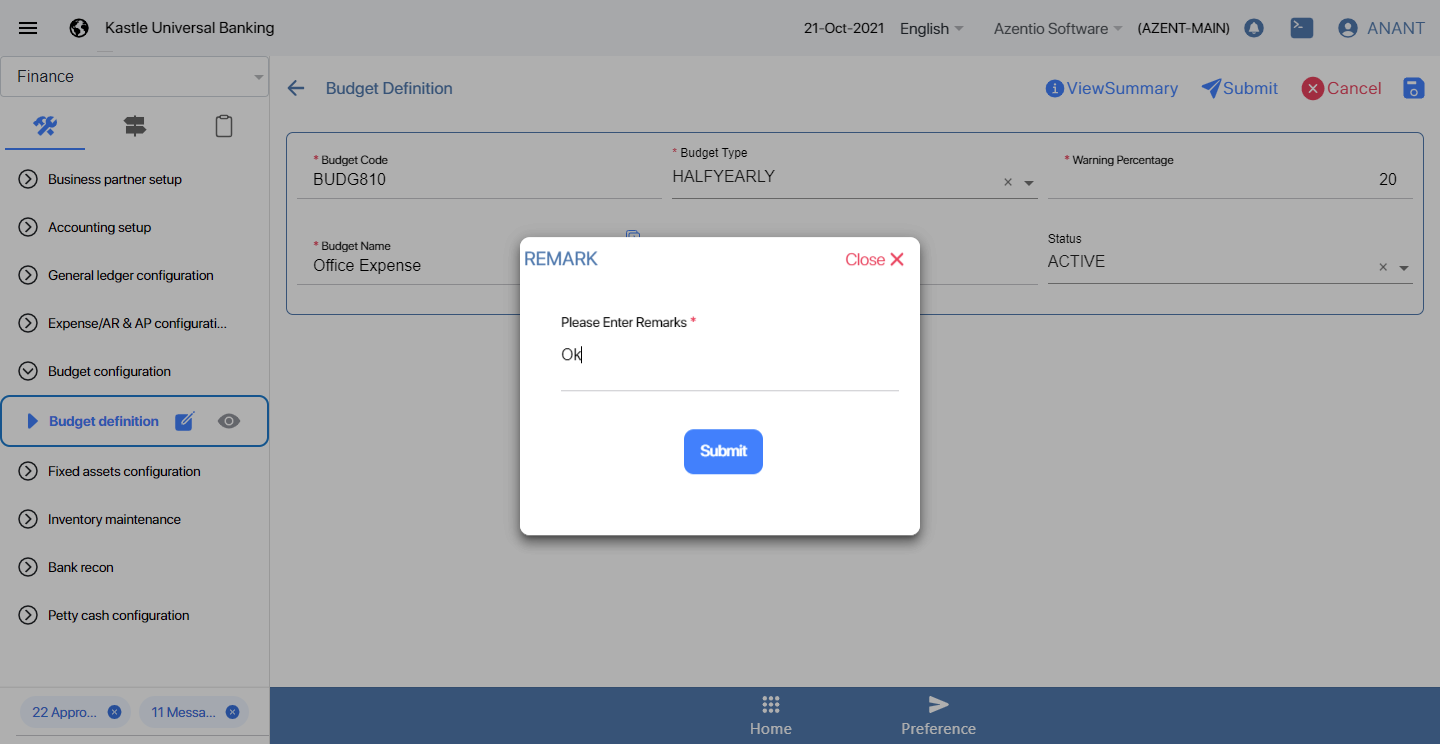 Kastle Universal Banking
21-Oct-2021
English
Azentio Software
(AZENT-MAIN)
ANANT
Finance
Budget Definition
ViewSummary
Submit
Cancel
Business partner setup
Accounting setup
General ledger configuration
Expense/AR & AP configurati...
Budget configuration
Budget definition
Fixed assets configuration
Inventory maintenance
Bank recon
Petty cash configuration
22 Appro...
11 Messa...
* Budget Code
BUDG810
* Budget Type
HALFYEARLY
* Warning Percentage
20
* Budget Name
Office Expense
Status
ACTIVE
REMARK
Close
Please Enter Remarks *
Ok
Submit
Home
Preference